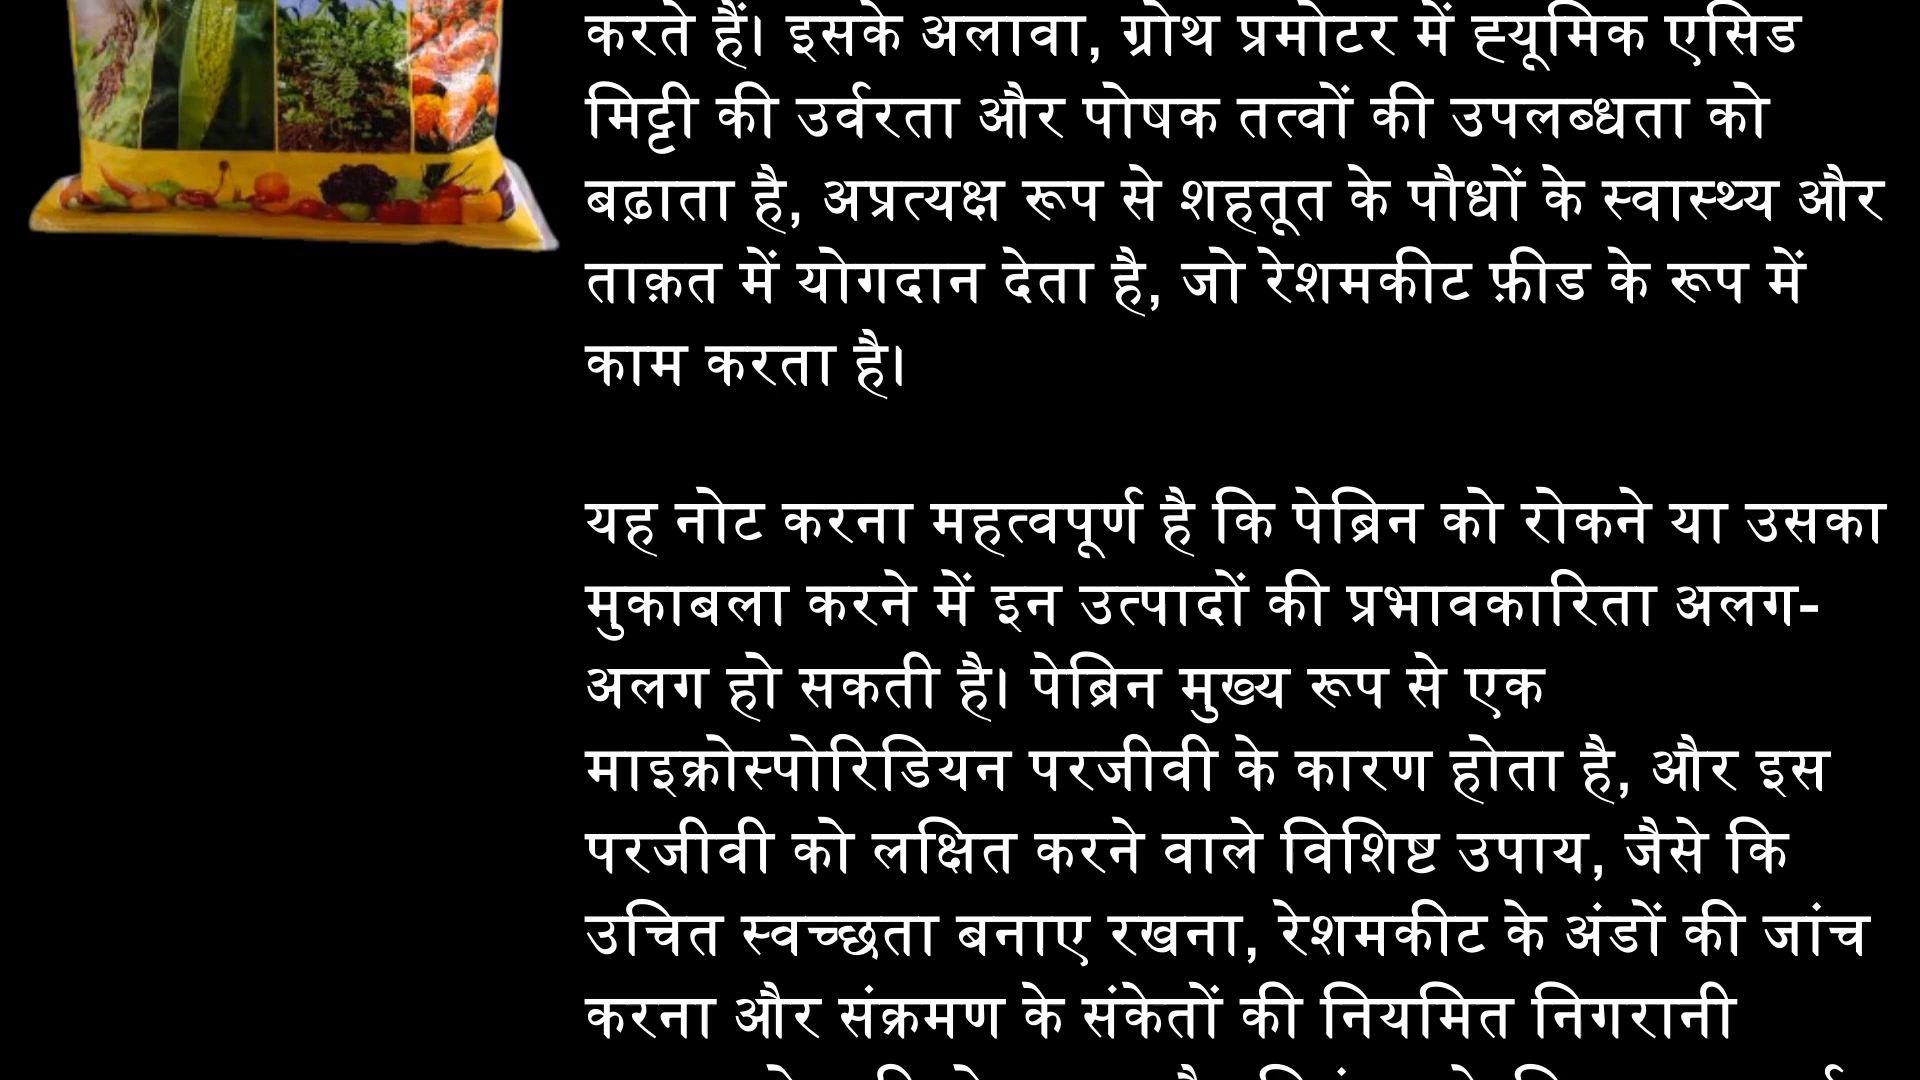 करते हैं। इसके अलावा, ग्रोथ प्रमोटर में ह्यूमिक एसिड
मिट्टी की उर्वरता और पोषक तत्वों की उपलब्धता को
बढ़ाता है, अप्रत्यक्ष रूप से शहतूत के पौधों के स्वास्थ्य और
ताक़त में योगदान देता है, जो रेशमकीट फ़ीड के रूप में
काम करता है।
यह नोट करना महत्वपूर्ण है कि पेब्रिन को रोकने या उसका
मुकाबला करने में इन उत्पादों की प्रभावकारिता अलग-
अलग हो सकती है। पेब्रिन मुख्य रूप से एक
माइक्रोस्पोरिडियन परजीवी के कारण होता है, और इस
परजीवी को लक्षित करने वाले विशिष्ट उपाय, जैसे कि
उचित स्वच्छता बनाए रखना, रेशमकीट के अंडों की जांच
करना और संक्रमण के संकेतों की नियमित निगरानी